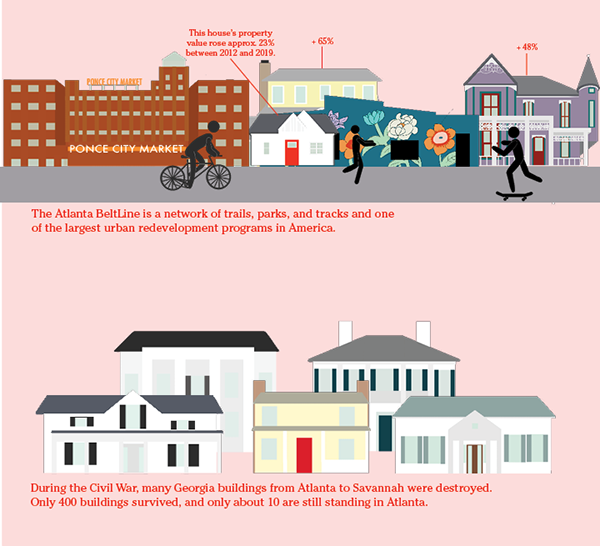 This house's property
value rose approx. 23%
between 2012 and 2019.
+ 65%
+ 48%
PONCE CITY MARKET
PONCE CITY MARKET
The Atlanta BeltLine is a network of trails, parks, and tracks and one
of the largest urban redevelopment programs in America.
During the Civil War, many Georgia buildings from Atlanta to Savannah were destroyed.
Only 400 buildings survived, and only about 10 are still standing in Atlanta.